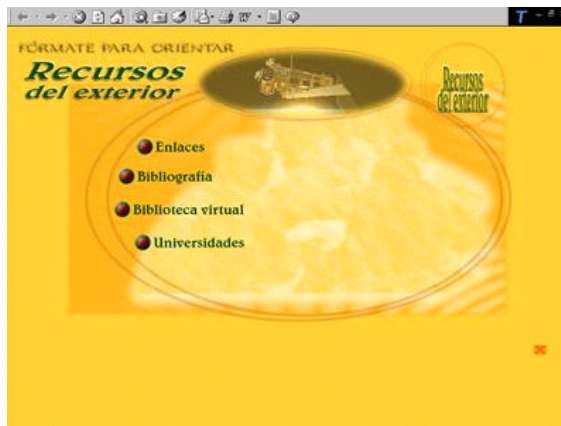 FÓRMATE PARA ORIENTAR
Recursos
del exterior
Recursos
del exterior
Enlaces
Bibliografía
Biblioteca virtual
Universidades